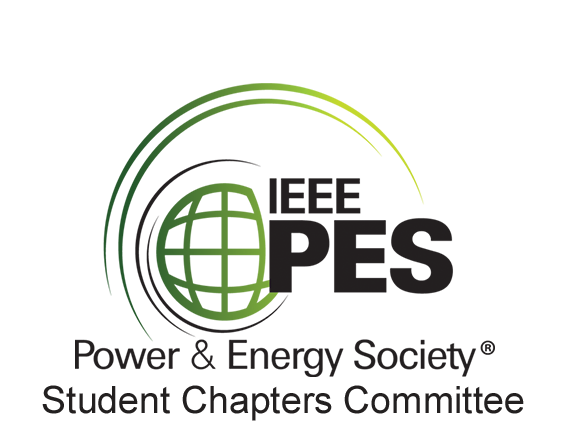 IEEE
PES
Power & Energy Society®
Student Chapters Committee